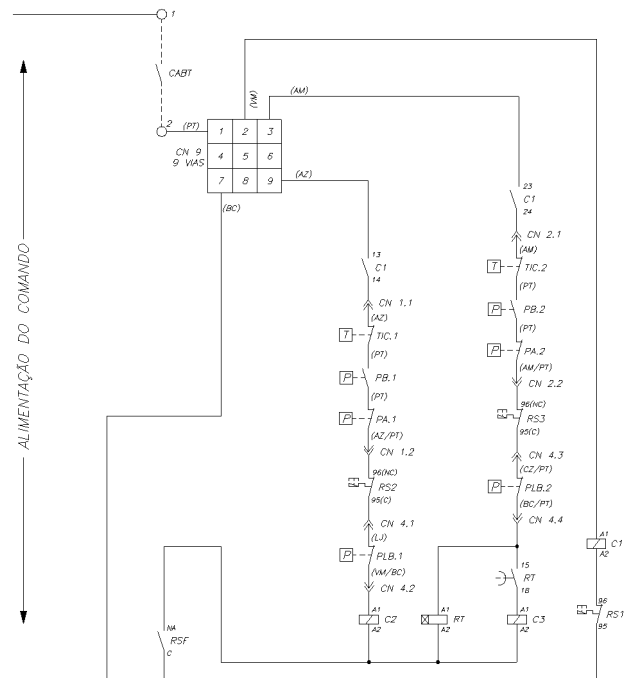 1
CABT
2
(PT)
(VM)
(AM)
CN 9
9 VIAS
1 2 3
4 5 6
7 8 9
(AZ)
(BC)
ALIMENTAÇÃO DO COMANDO
13
C1
14
CN 1.1
(AZ)
T
TIC.1
(PT)
P
PB.1
(PT)
P
PA.1
(AZ/PT)
CN 1.2
96(NC)
RS2
95(C)
CN 4.1
(LJ)
P
PLB.1
(VM/BC)
CN 4.2
A1
C2
A2
23
C1
24
CN 2.1
(AM)
T
TIC.2
(PT)
P
PB.2
(PT)
P
PA.2
(AM/PT)
CN 2.2
96(NC)
RS3
95(C)
CN 4.3
(CZ/PT)
P
PLB.2
(BC/PT)
CN 4.4
15
RT
18
A1
RT
A2
A1
C3
A2
A1
C1
A2
96
RS1
95
NA
RSF
C